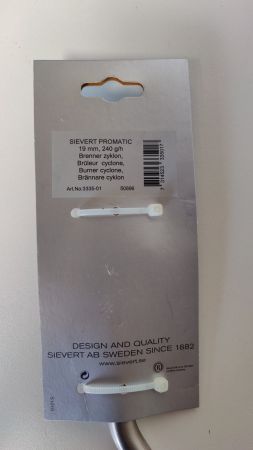 SIEVERT PROMATIC
19 mm, 240 g/h
Brenner zyklon,
Brûleur cyclone,
Burner cyclone,
Brännare cyklon
Art.No.3335-01 50886
DESIGN AND QUALITY
SIEVERT AB SWEDEN SINCE 1882
www.sievert.se